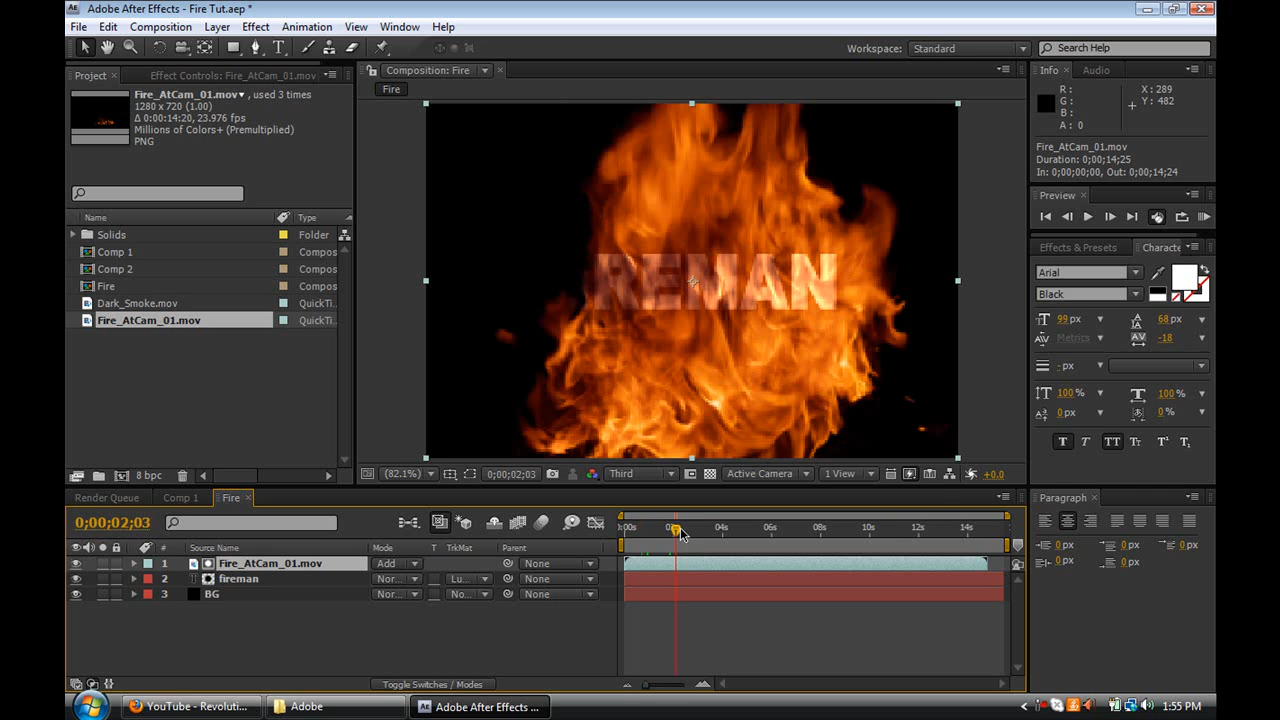 Adobe After Effects - Fire Tut.aep *
File Edit Composition Layer Effect Animation View Window Help
Workspace: Standard Search Help
Project Effect Controls: Fire_AtCam_01.mov
Fire_AtCam_01.mov , used 3 times
1280 x 720 (1.00)
Δ 0:00:14:20, 23.976 fps
Millions of Colors+ (Premultiplied)
PNG
Name Type
Solids Folder
Comp 1 Compos
Comp 2 Compos
Fire Compos
Dark_Smoke.mov QuickTi...
Fire_AtCam_01.mov QuickTi...
8 bpc
Composition: Fire
Fire
REMAN
(82.1%) 0;00;02;03 Third Active Camera 1 View +0.0
Info Audio
R : X : 289
G : Y : 482
B :
A : 0
Fire_AtCam_01.mov
Duration: 0;00;14;25
In: 0;00;00;00, Out: 0;00;14;24
Preview
Effects & Presets Characte
Arial
Black
99 px 68 px
Metrics -18
- px
100 % 100 %
0 px 0 %
T T TT Tt T¹ T₁
Render Queue Comp 1 Fire
0;00;02;03
:00s 04s 06s 08s 10s 12s 14s
# Source Name Mode T TrkMat Parent
1 Fire_AtCam_01.mov Add None
2 T fireman Nor... Lu... None
3 BG Nor... No... None
Toggle Switches / Modes
Paragraph
0 px 0 px 0 px
0 px 0 px
YouTube - Revoluti... Adobe Adobe After Effects ... 1:55 PM